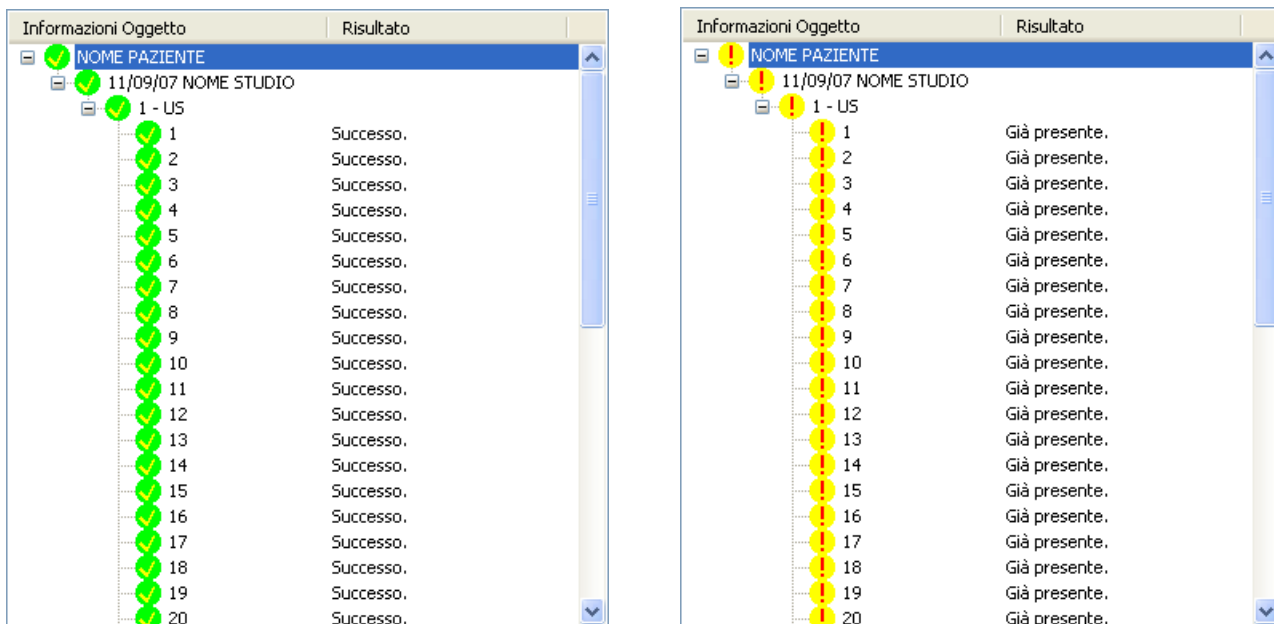 Informazioni Oggetto Risultato
NOME PAZIENTE
11/09/07 NOME STUDIO
1 - US
1 Successo.
2 Successo.
3 Successo.
4 Successo.
5 Successo.
6 Successo.
7 Successo.
8 Successo.
9 Successo.
10 Successo.
11 Successo.
12 Successo.
13 Successo.
14 Successo.
15 Successo.
16 Successo.
17 Successo.
18 Successo.
19 Successo.
20 Successo.
Informazioni Oggetto Risultato
NOME PAZIENTE
11/09/07 NOME STUDIO
1 - US
1 Già presente.
2 Già presente.
3 Già presente.
4 Già presente.
5 Già presente.
6 Già presente.
7 Già presente.
8 Già presente.
9 Già presente.
10 Già presente.
11 Già presente.
12 Già presente.
13 Già presente.
14 Già presente.
15 Già presente.
16 Già presente.
17 Già presente.
18 Già presente.
19 Già presente.
20 Già presente.